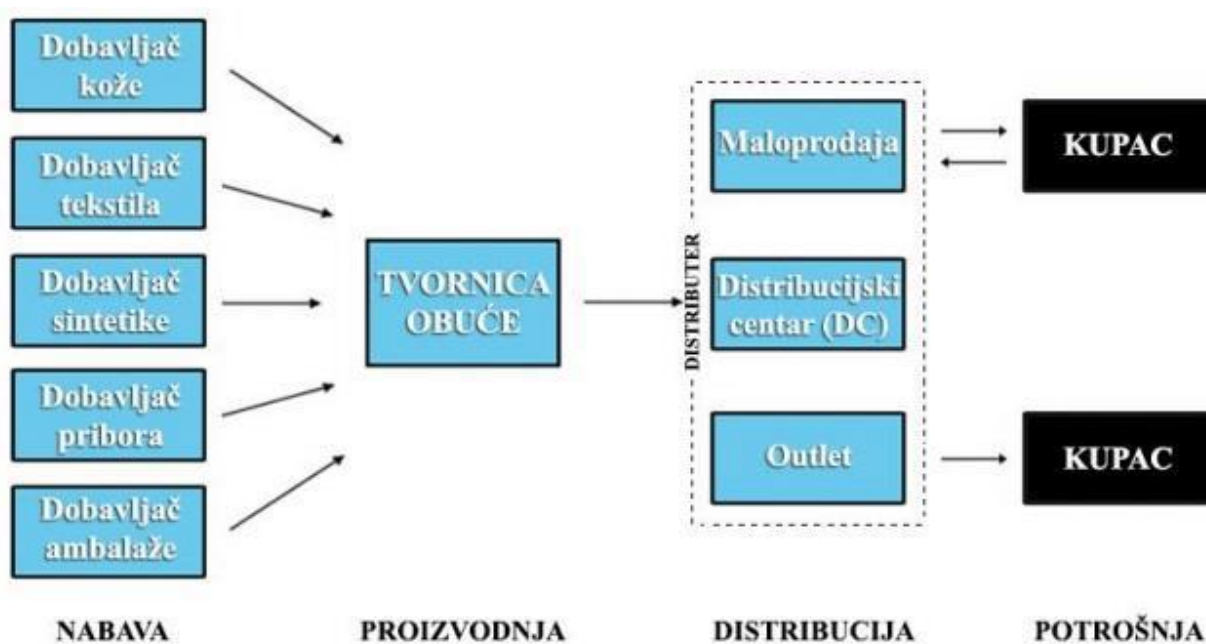 Dobavljač
kože
Dobavljač
tekstila
Dobavljač
sintetike
Dobavljač
pribora
Dobavljač
ambalaže
NABAVA
TVORNICA
OBUĆE
PROIZVODNJA
DISTRIBUTER
Maloprodaja
Distribucijski
centar (DC)
Outlet
DISTRIBUCIJA
KUPAC
KUPAC
POTROŠNJA